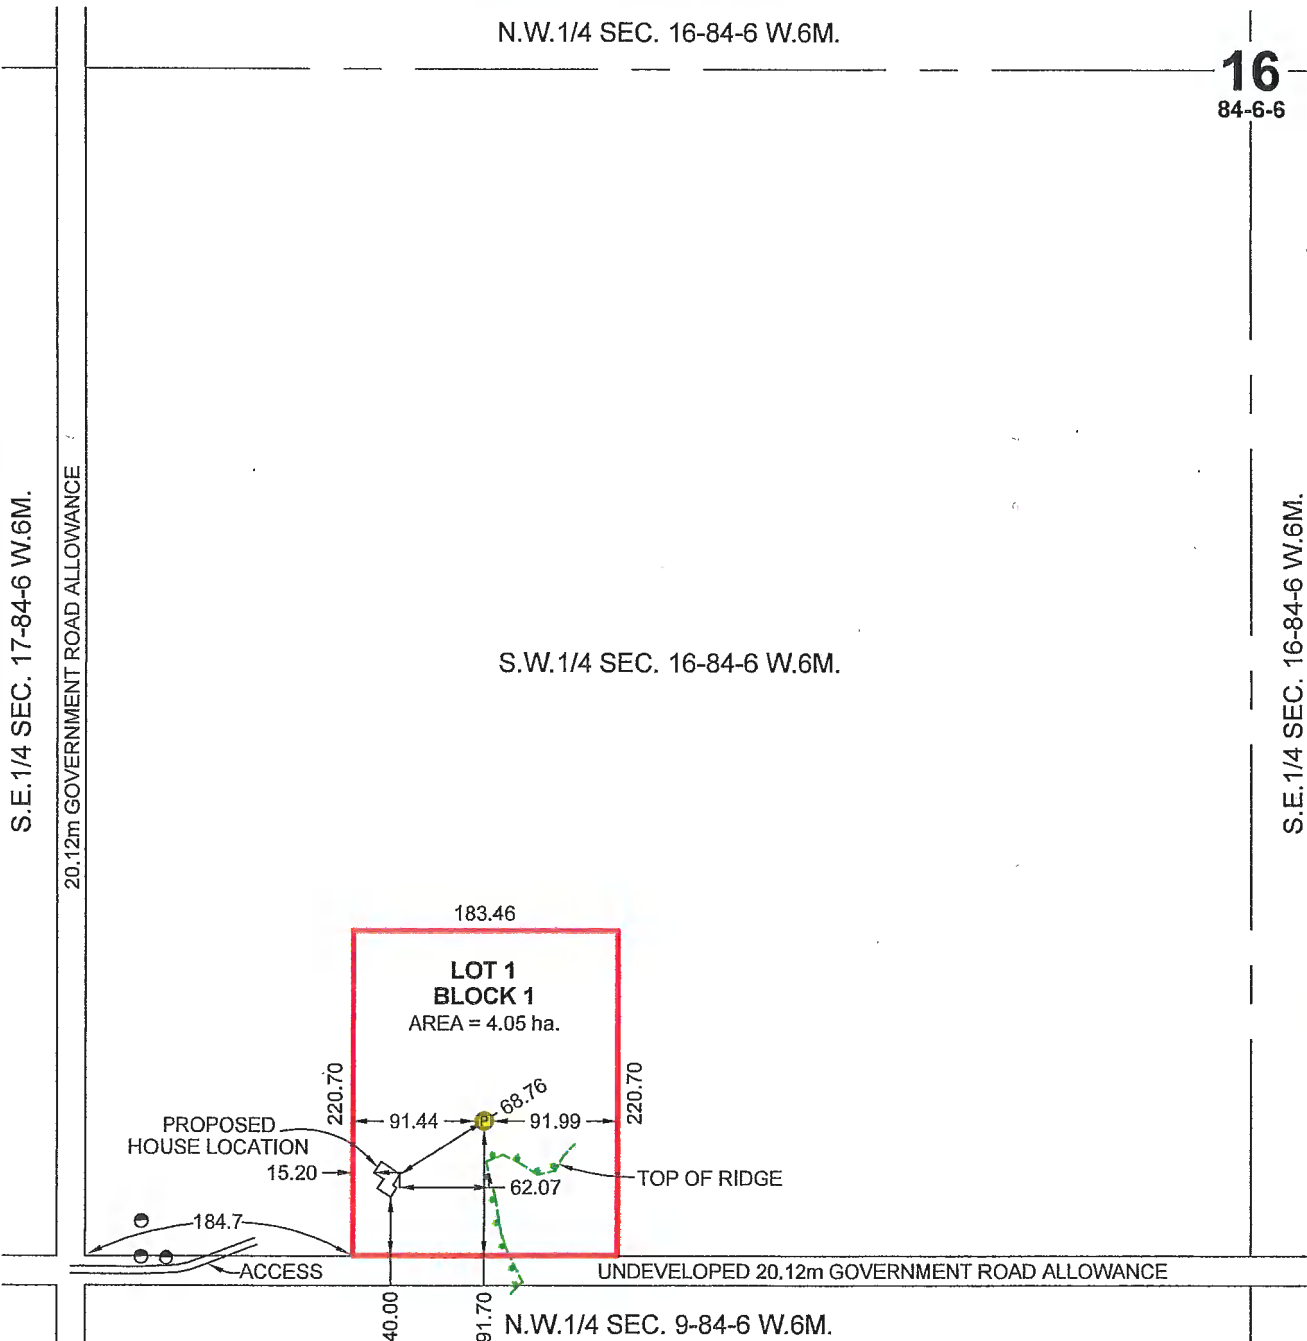 N.W.1/4 SEC. 16-84-6 W.6M.
16
84-6-6
S.E.1/4 SEC. 17-84-6 W.6M.
20.12m GOVERNMENT ROAD ALLOWANCE
S.W.1/4 SEC. 16-84-6 W.6M.
S.E.1/4 SEC. 16-84-6 W.6M.
183.46
LOT 1
BLOCK 1
AREA = 4.05 ha.
220.70
220.70
68.76
91.44
P
91.99
PROPOSED
HOUSE LOCATION
15.20
62.07
TOP OF RIDGE
184.7
ACCESS
UNDEVELOPED 20.12m GOVERNMENT ROAD ALLOWANCE
40.00
91.70
N.W.1/4 SEC. 9-84-6 W.6M.